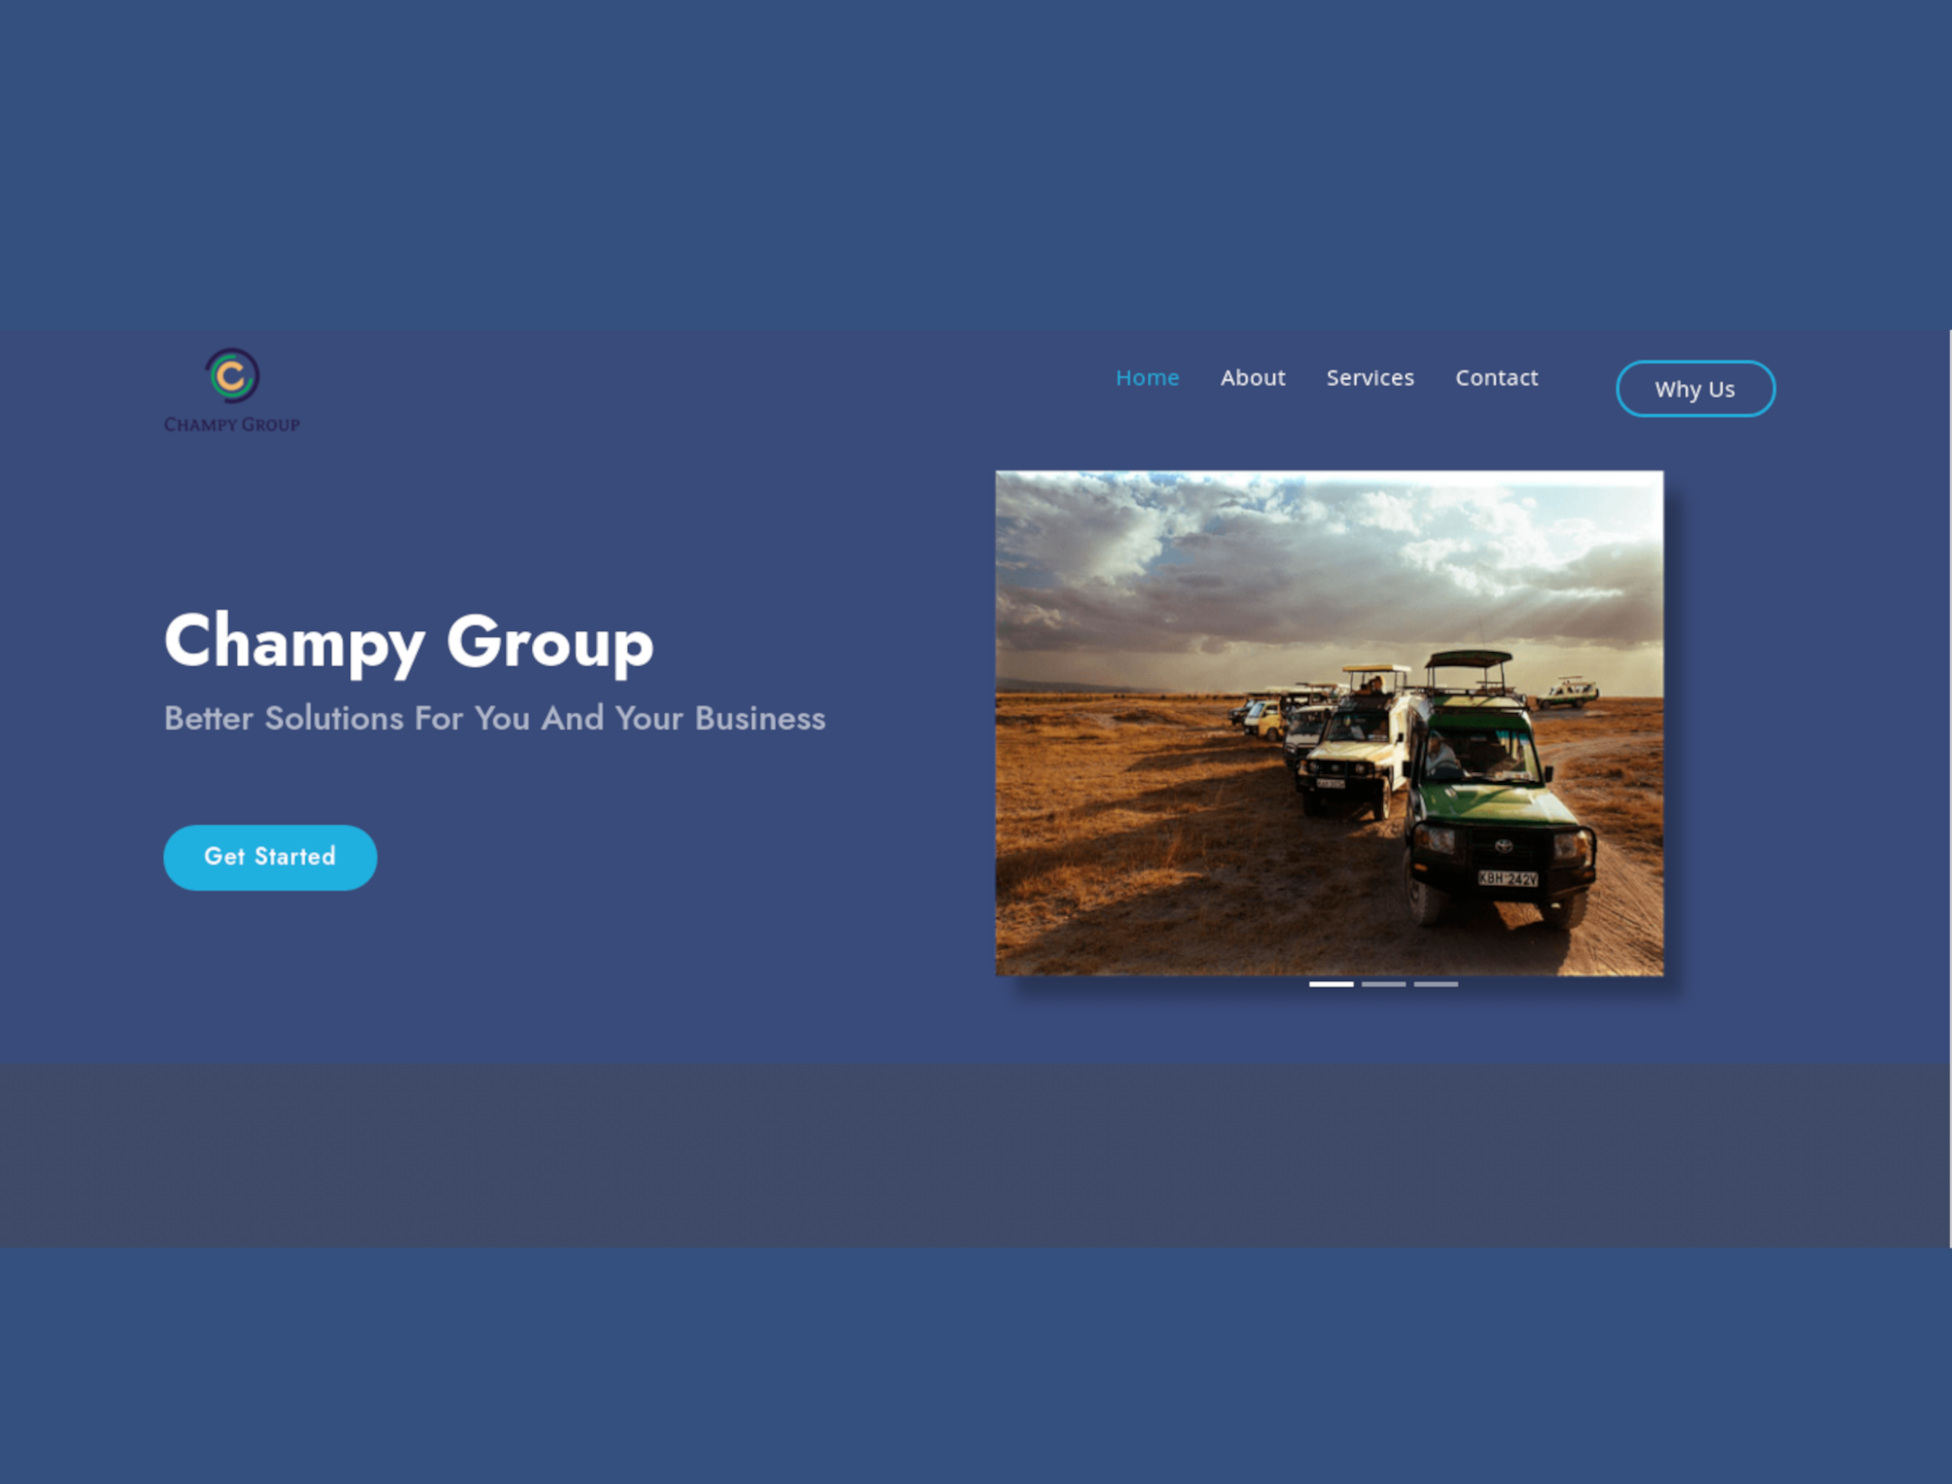 CHAMPY GROUP
Home About Services Contact Why Us
Champy Group
Better Solutions For You And Your Business
Get Started
KBH 242V